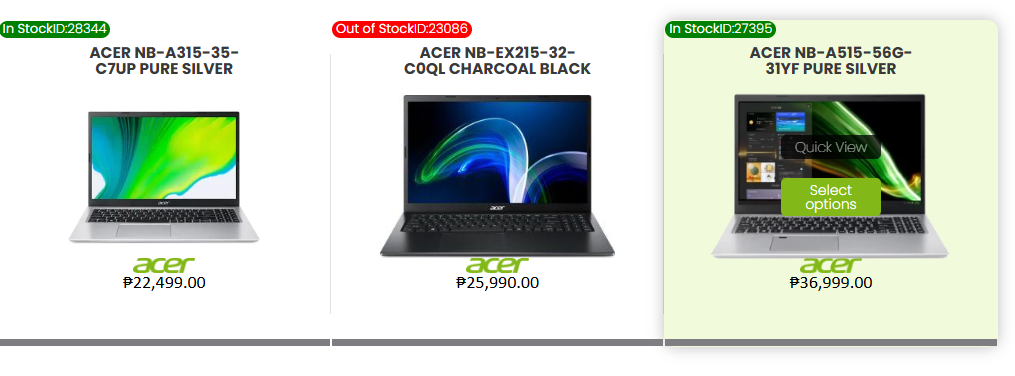 In StockID:28344
ACER NB-A315-35-
C7UP PURE SILVER
acer
acer
₱22,499.00
Out of StockID:23086
ACER NB-EX215-32-
C0QL CHARCOAL BLACK
acer
acer
₱25,990.00
In StockID:27395
ACER NB-A515-56G-
31YF PURE SILVER
Quick View
Select
options
acer
₱36,999.00